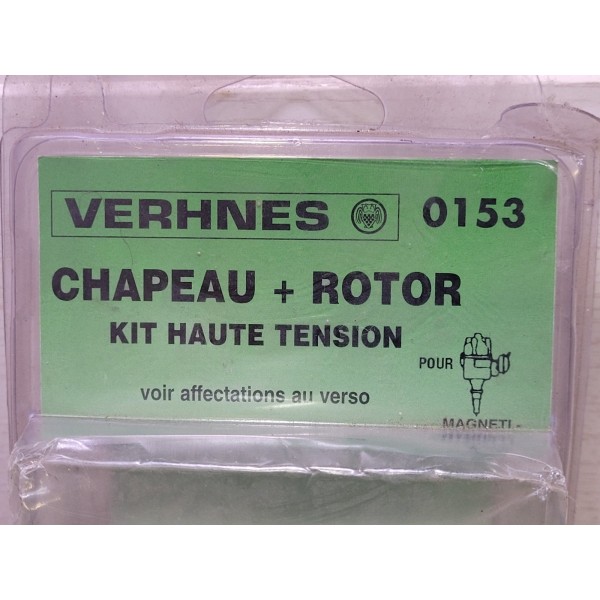 VERHNES 0153
CHAPEAU + ROTOR
KIT HAUTE TENSION
POUR
voir affectations au verso